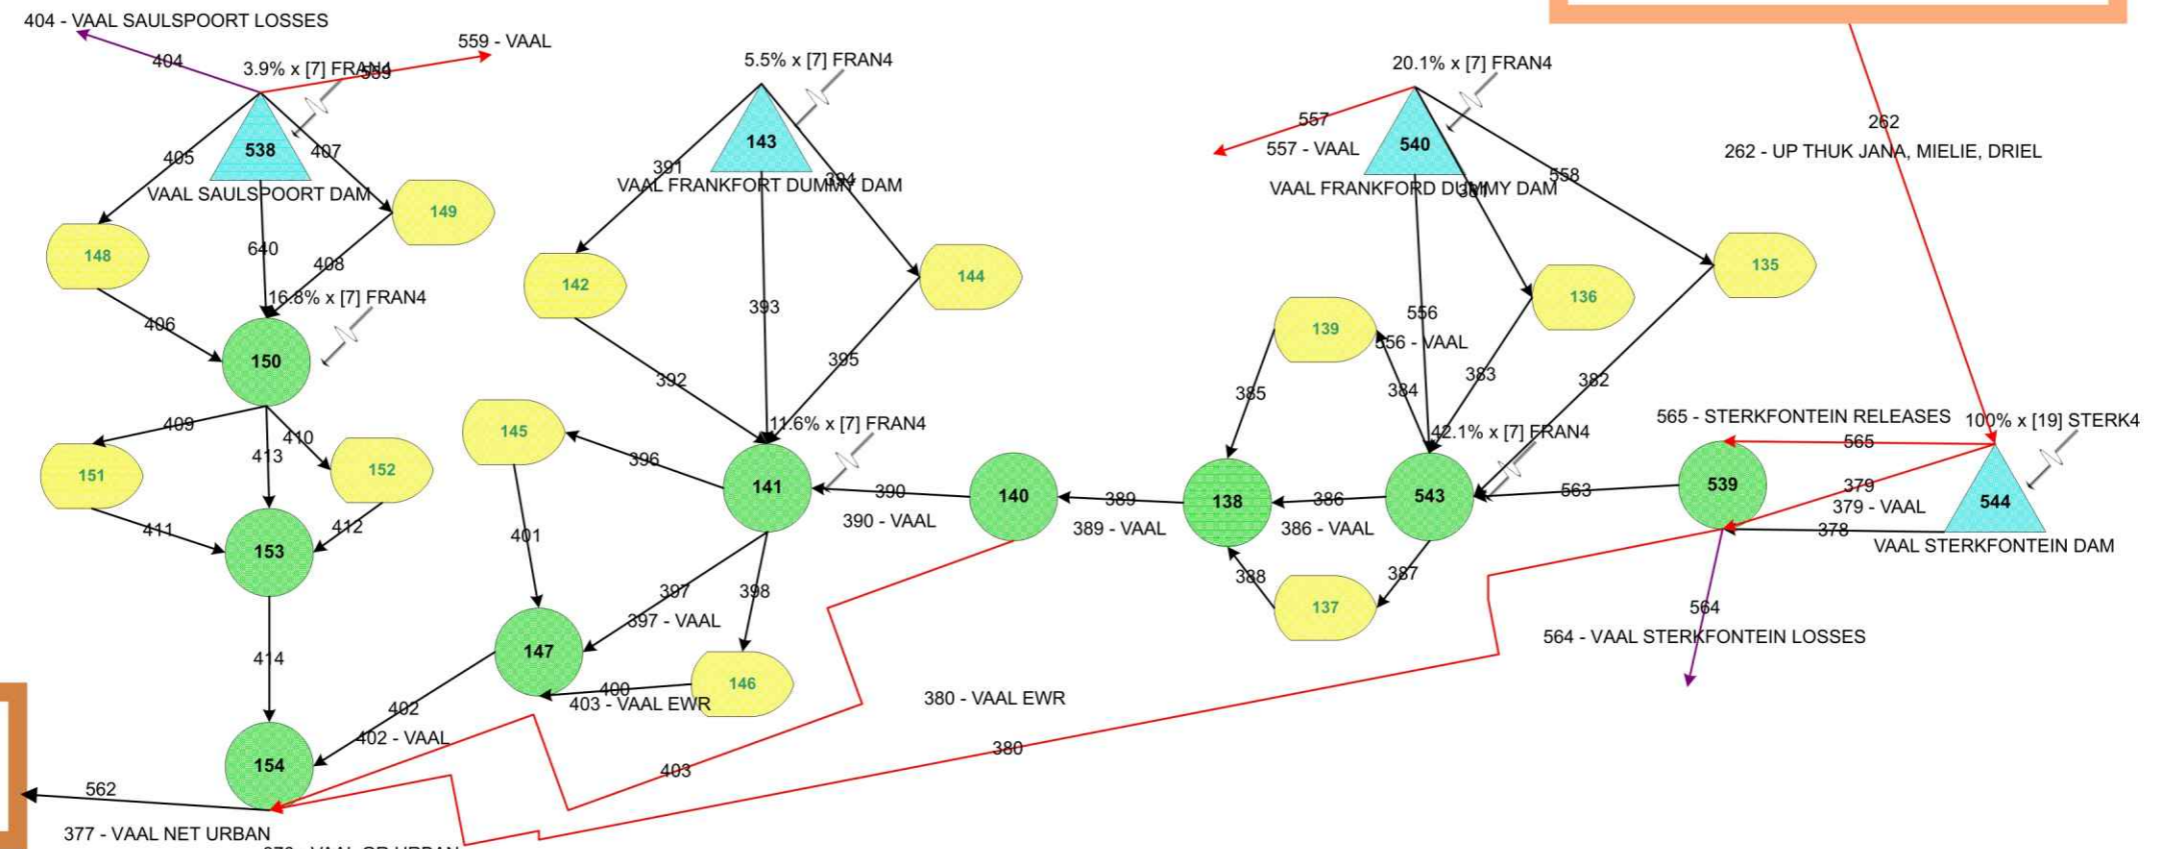 404 - VAAL SAULSPOORT LOSSES
559 - VAAL
404
3.9% x [7] FRAN4
559
5.5% x [7] FRAN4
20.1% x [7] FRAN4
557
557 - VAAL
262
262 - UP THUK JANA, MIELIE, DRIEL
405
538
407
VAAL SAULSPOORT DAM
391
143
394
VAAL FRANKFORT DUMMY DAM
540
VAAL FRANKFORD DUMMY DAM
381
558
149
148
640
408
142
144
139
136
135
16.8% x [7] FRAN4
406
150
393
392
395
556
556 - VAAL
385
384
383
382
409
410
413
151
152
411
412
153
145
396
11.6% x [7] FRAN4
141
390
390 - VAAL
140
389
389 - VAAL
138
386
386 - VAAL
42.1% x [7] FRAN4
543
563
565 - STERKFONTEIN RELEASES
100% x [19] STERK4
565
539
379
379 - VAAL
544
378
VAAL STERKFONTEIN DAM
401
397
398
397 - VAAL
388
137
387
564
564 - VAAL STERKFONTEIN LOSSES
414
147
400
146
403 - VAAL EWR
380 - VAAL EWR
402
402 - VAAL
380
154
403
562
377 - VAAL NET URBAN